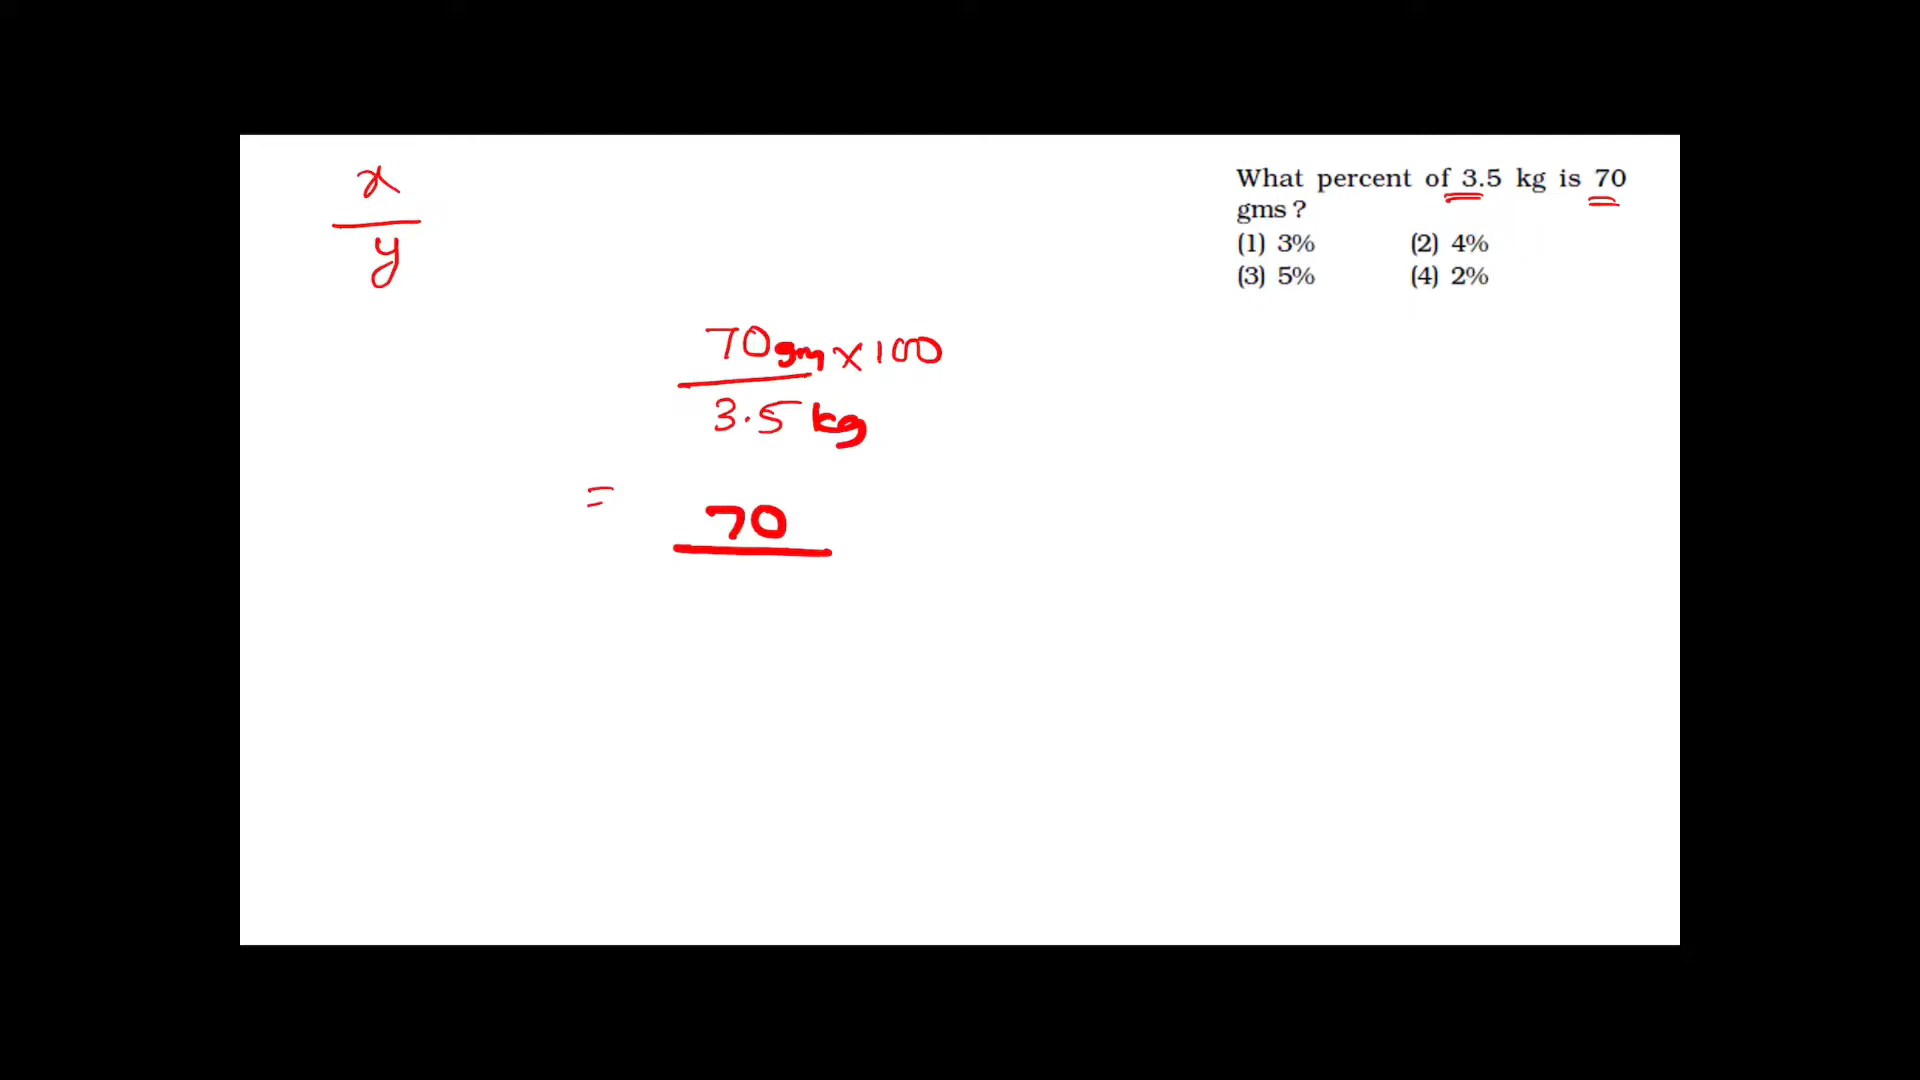 x
y
What percent of 3.5 kg is 70
gms ?
(1) 3% (2) 4%
(3) 5% (4) 2%
70gm x 100
3.5 kg
=
70